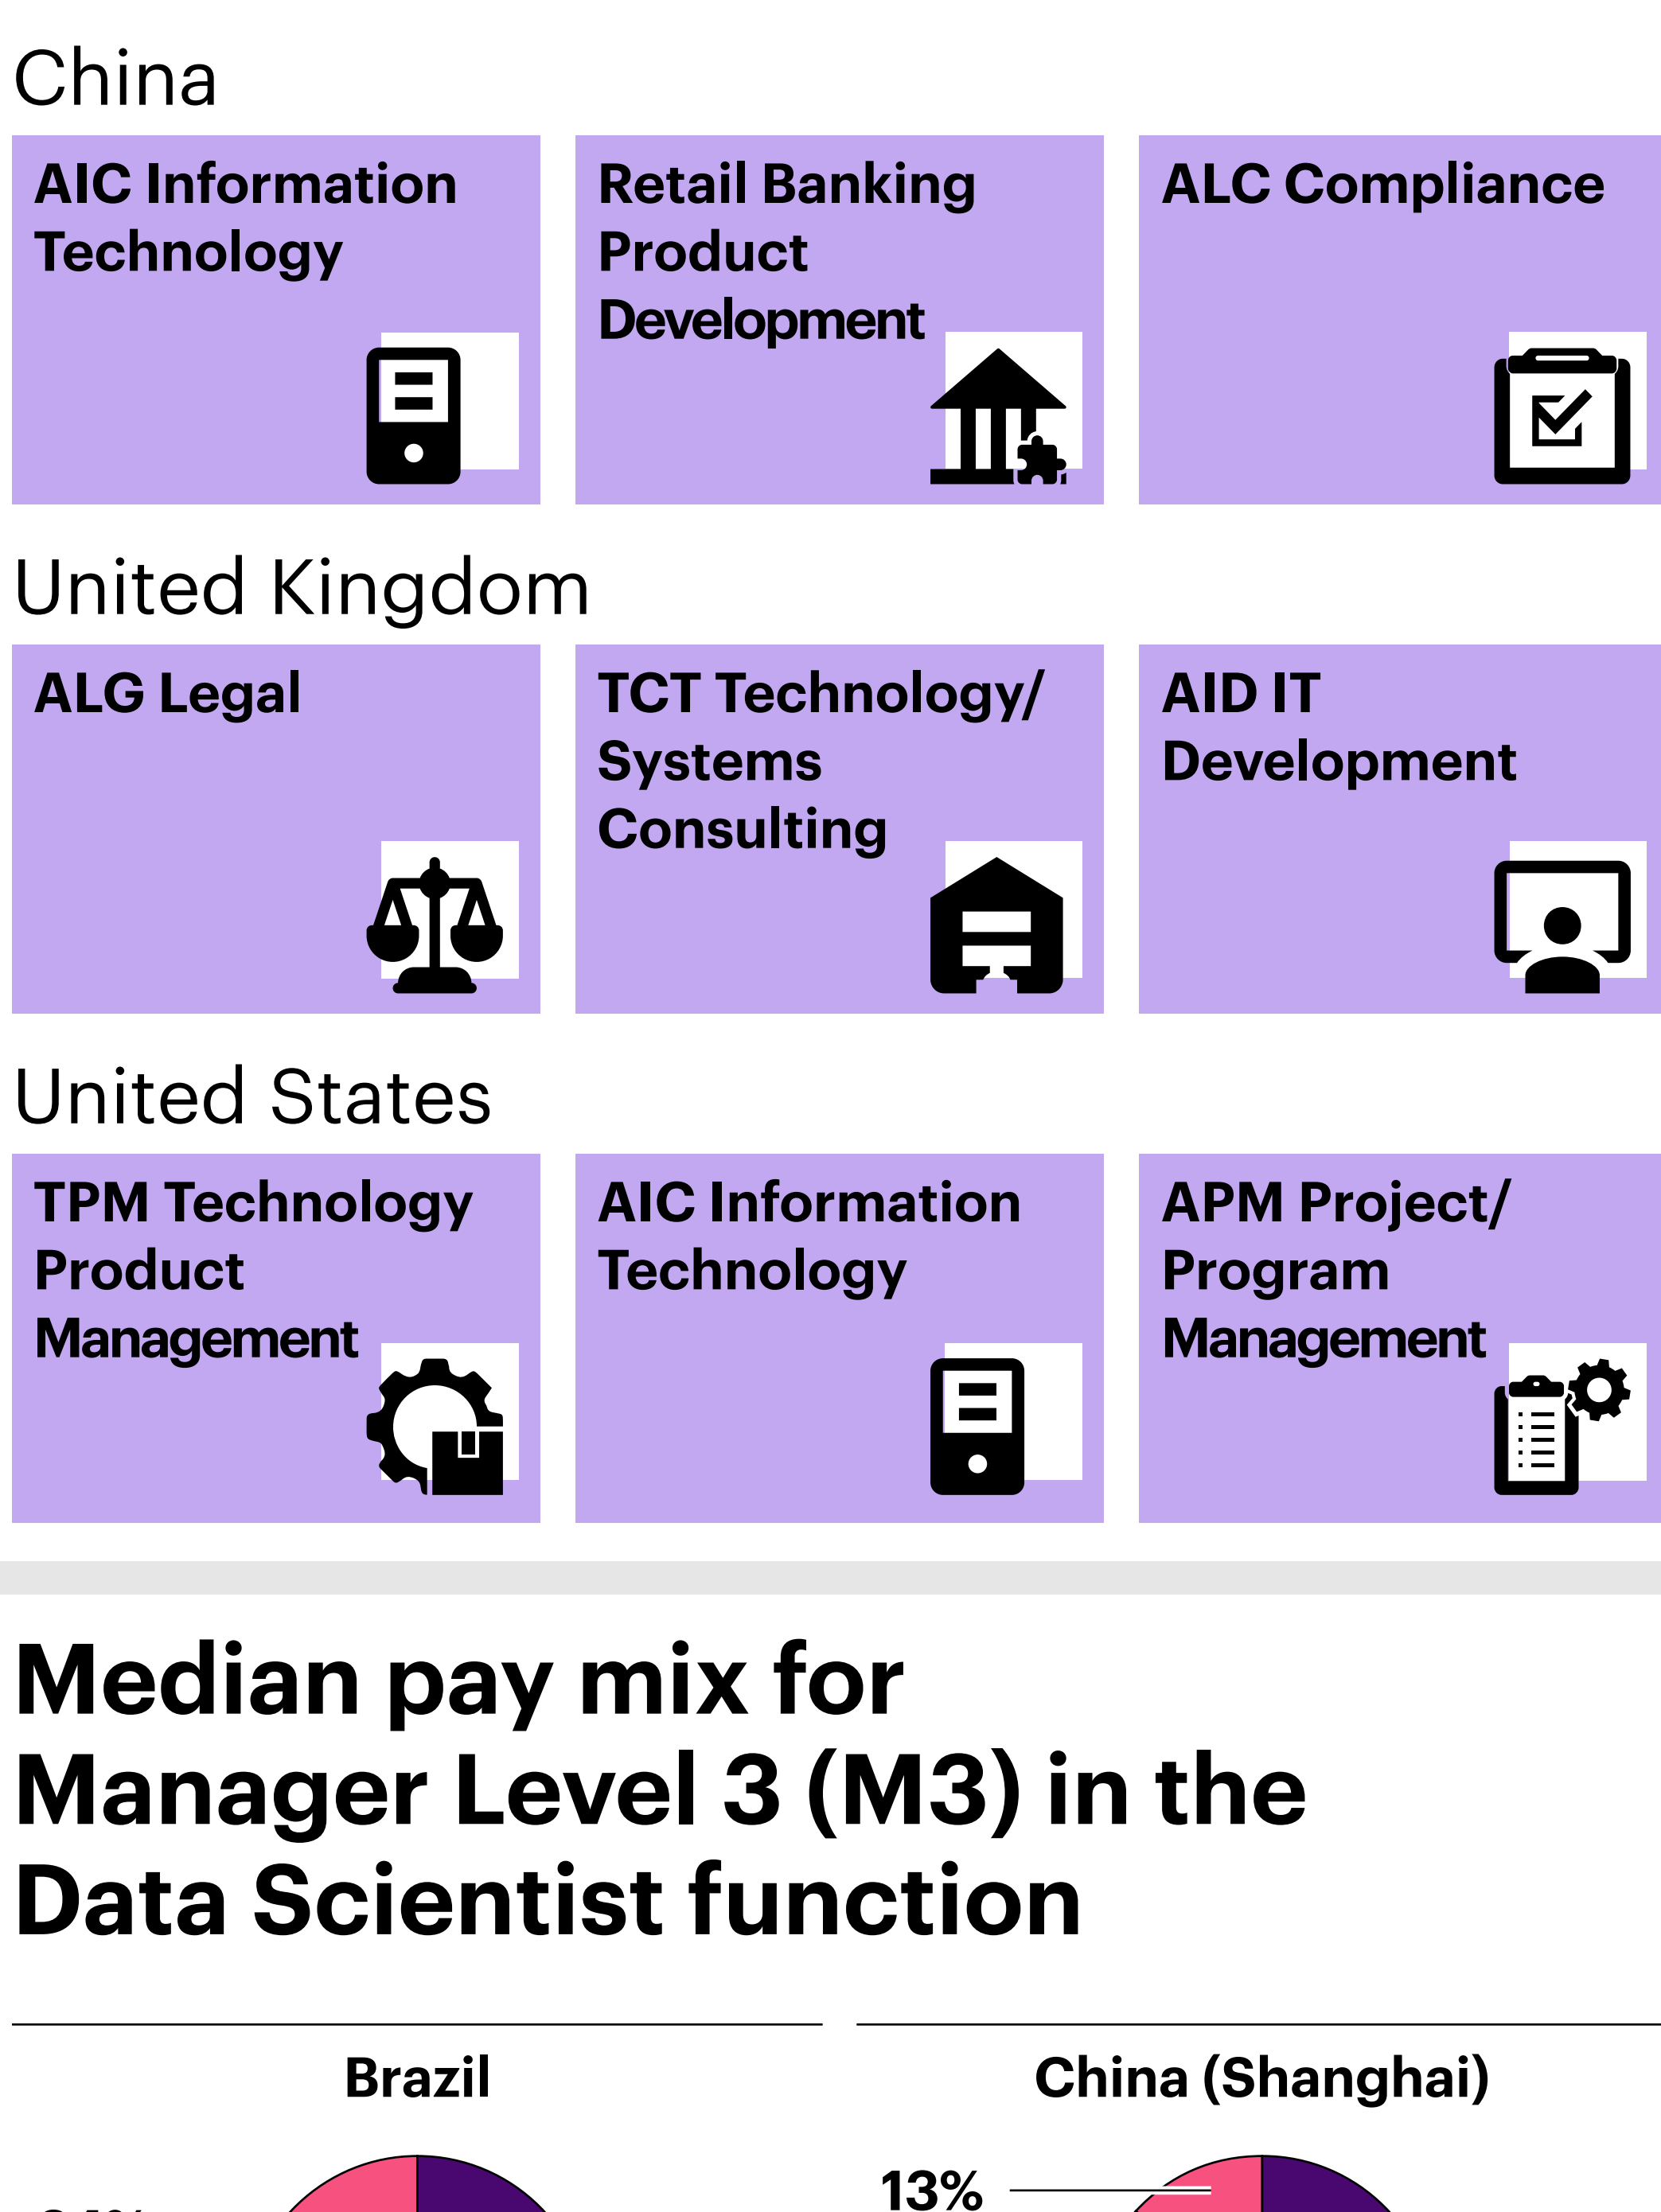 China
AIC Information
Technology
Retail Banking
Product
Development
ALC Compliance
United Kingdom
ALG Legal
TCT Technology/
Systems
Consulting
AID IT
Development
United States
TPM Technology
Product
Management
AIC Information
Technology
APM Project/
Program
Management
Median pay mix for
Manager Level 3 (M3) in the
Data Scientist function
Brazil
China (Shanghai)
13%